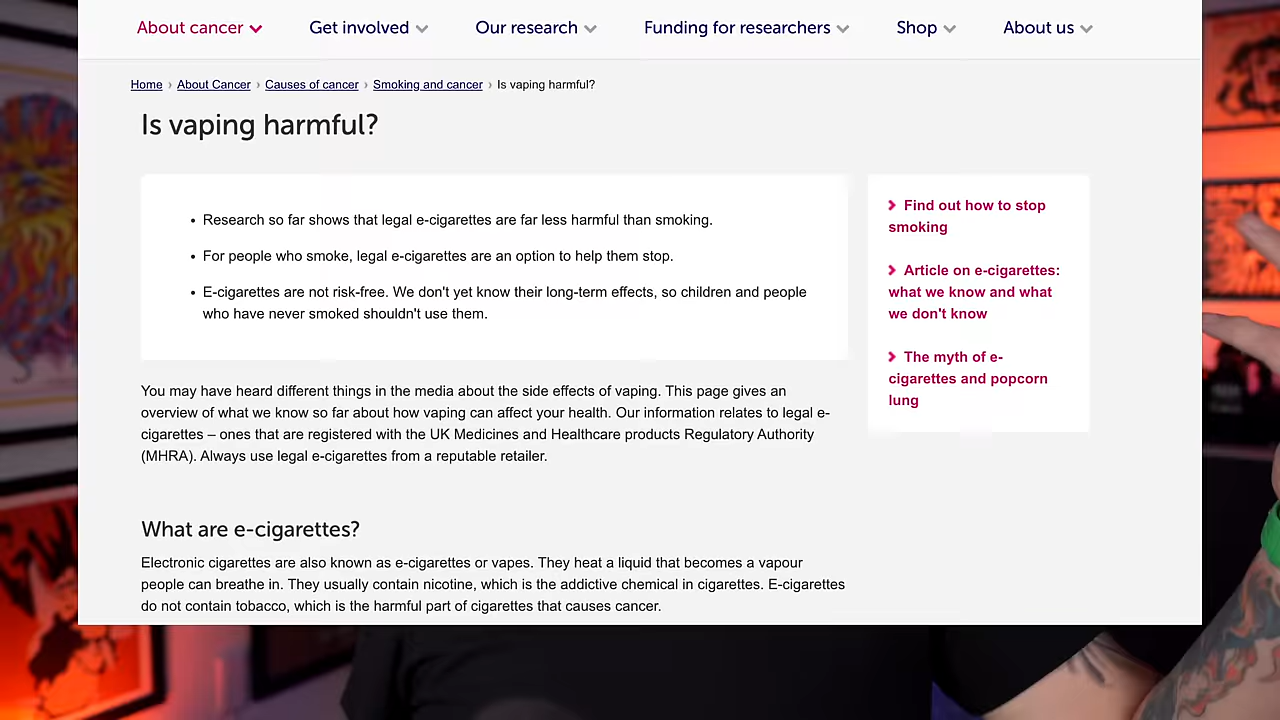 About cancer Get involved Our research Funding for researchers Shop About us
Home › About Cancer › Causes of cancer › Smoking and cancer › Is vaping harmful?
Is vaping harmful?
• Research so far shows that legal e-cigarettes are far less harmful than smoking.
• For people who smoke, legal e-cigarettes are an option to help them stop.
• E-cigarettes are not risk-free. We don't yet know their long-term effects, so children and people
who have never smoked shouldn't use them.
Find out how to stop
smoking
Article on e-cigarettes:
what we know and what
we don't know
The myth of e-
cigarettes and popcorn
lung
You may have heard different things in the media about the side effects of vaping. This page gives an
overview of what we know so far about how vaping can affect your health. Our information relates to legal e-
cigarettes – ones that are registered with the UK Medicines and Healthcare products Regulatory Authority
(MHRA). Always use legal e-cigarettes from a reputable retailer.
What are e-cigarettes?
Electronic cigarettes are also known as e-cigarettes or vapes. They heat a liquid that becomes a vapour
people can breathe in. They usually contain nicotine, which is the addictive chemical in cigarettes. E-cigarettes
do not contain tobacco, which is the harmful part of cigarettes that causes cancer.